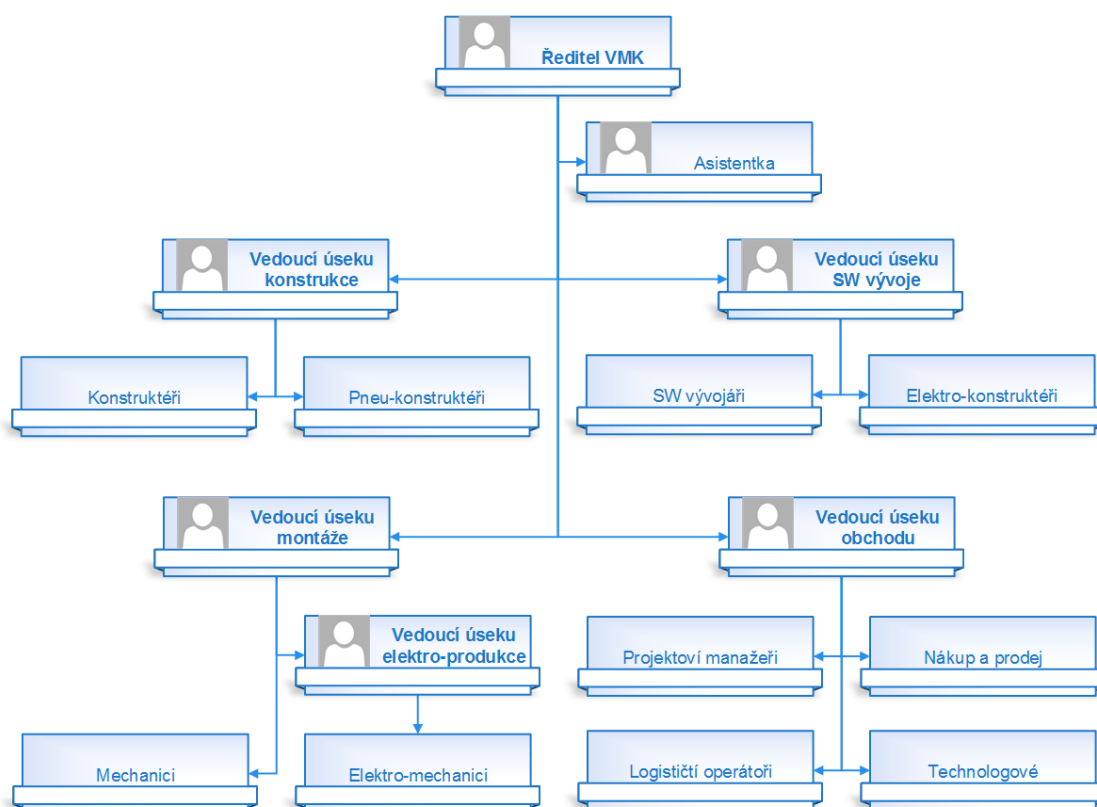 Ředitel VMK
Asistentka
Vedoucí úseku
konstrukce
Vedoucí úseku
SW vývoje
Konstruktéři
Pneu-konstruktéři
SW vývojáři
Elektro-konstruktéři
Vedoucí úseku
montáže
Vedoucí úseku
obchodu
Vedoucí úseku
elektro-produkce
Projektoví manažeři
Nákup a prodej
Mechanici
Elektro-mechanici
Logističtí operátoři
Technologové